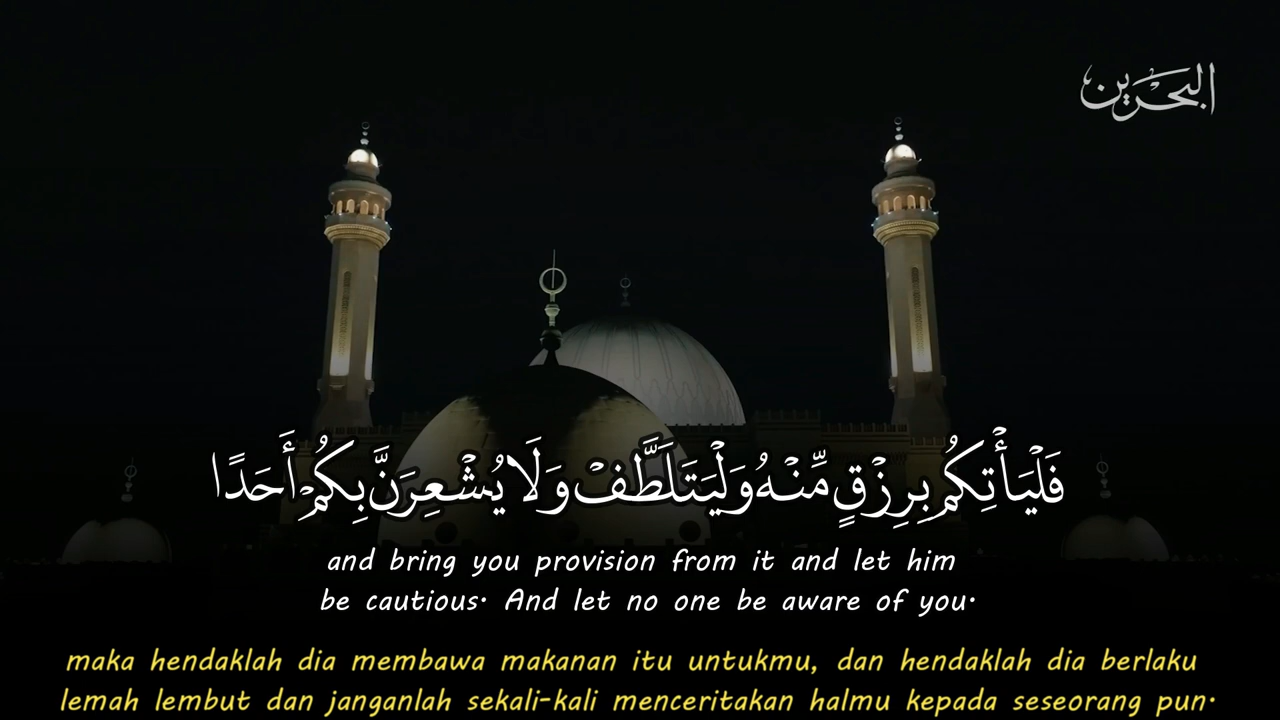 البحرين
فَلْيَأْتِكُم بِرِزْقٍ مِّنْهُ وَلْيَتَلَطَّفْ وَلَا يُشْعِرَنَّ بِكُمْ أَحَدًا
and bring you provision from it and let him
be cautious. And let no one be aware of you.
maka hendaklah dia membawa makanan itu untukmu, dan hendaklah dia berlaku
lemah lembut dan janganlah sekali-kali menceritakan halmu kepada seseorang pun.